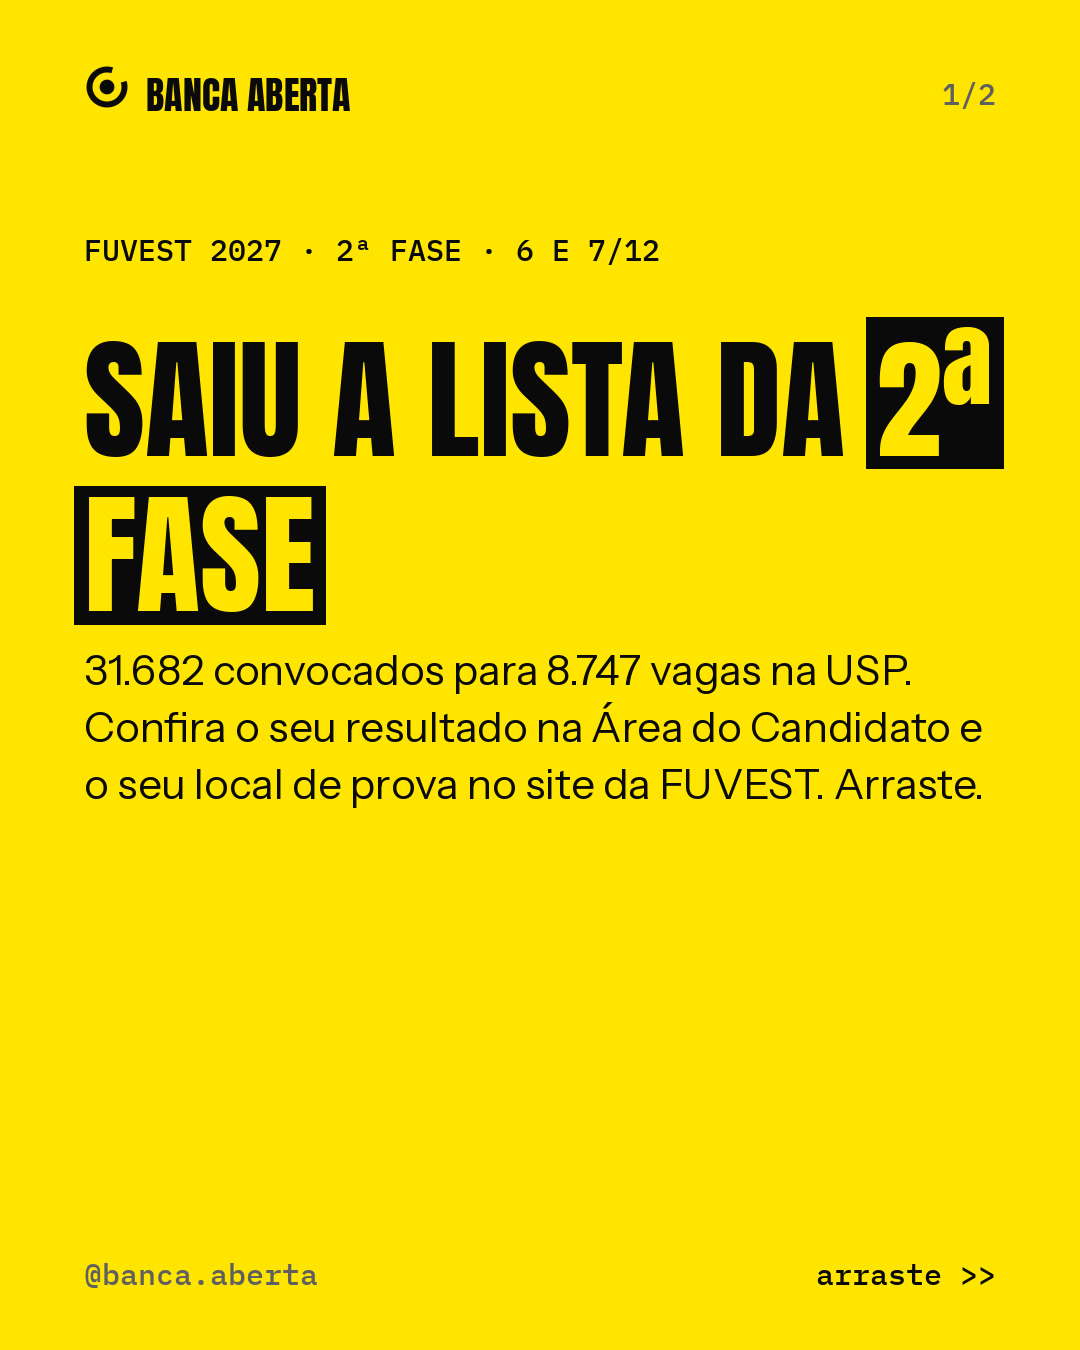 BANCA ABERTA
1/2
FUVEST 2027 · 2ª FASE · 6 E 7/12
SAIU A LISTA DA 2ª
FASE
31.682 convocados para 8.747 vagas na USP.
Confira o seu resultado na Área do Candidato e
o seu local de prova no site da FUVEST. Arraste.
@banca.aberta
arraste >>